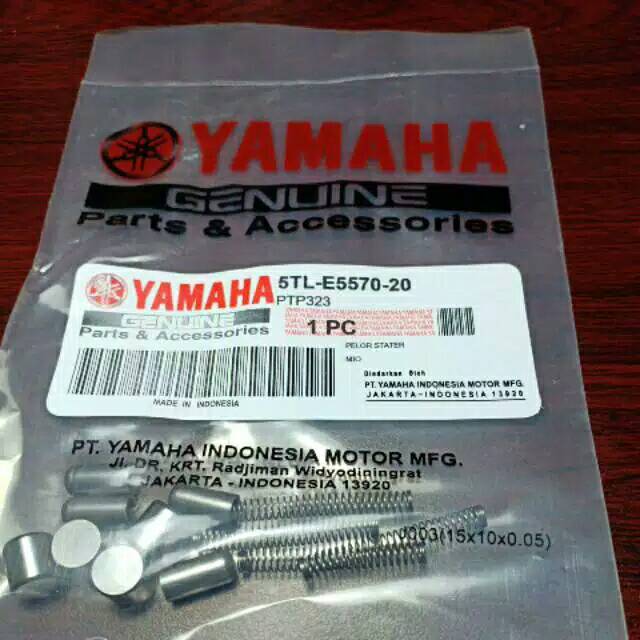 YAMAHA
GENUINE
Parts & Accessories
YAMAHA 5TL-E5570-20
PTP323
GENUINE
Parts & Accessories
1 PC
PELOR STATER
MIO
MADE IN INDONESIA
Diedarkan Oleh
PT. YAMAHA INDONESIA MOTOR MFG.
JAKARTA-INDONESIA 13920
PT. YAMAHA INDONESIA MOTOR MFG.
Jl. DR. KRT. Radjiman Widyodiningrat
JAKARTA - INDONESIA 13920
J003(15x10x0.05)